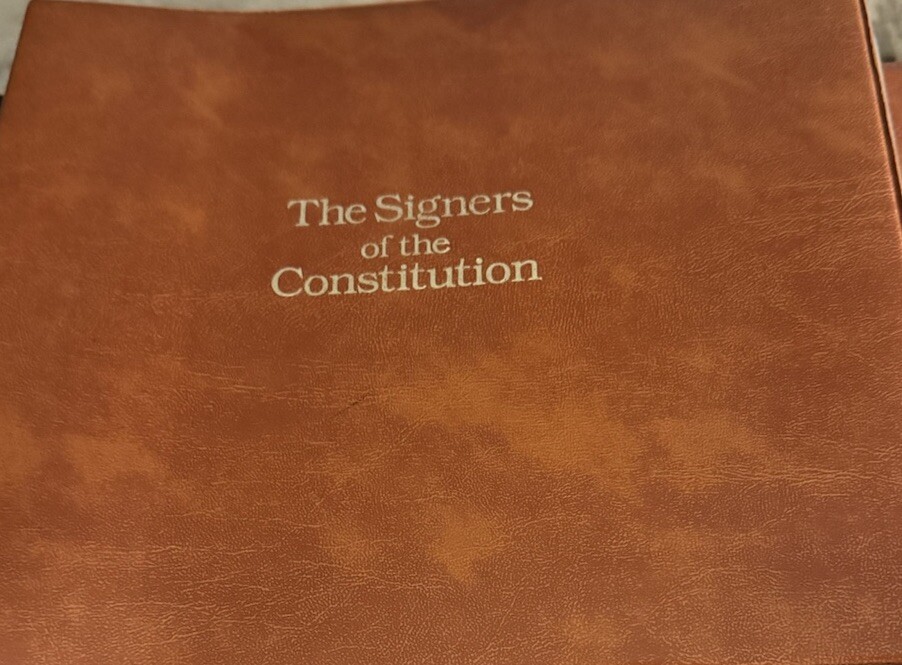 The Signers
of the
Constitution